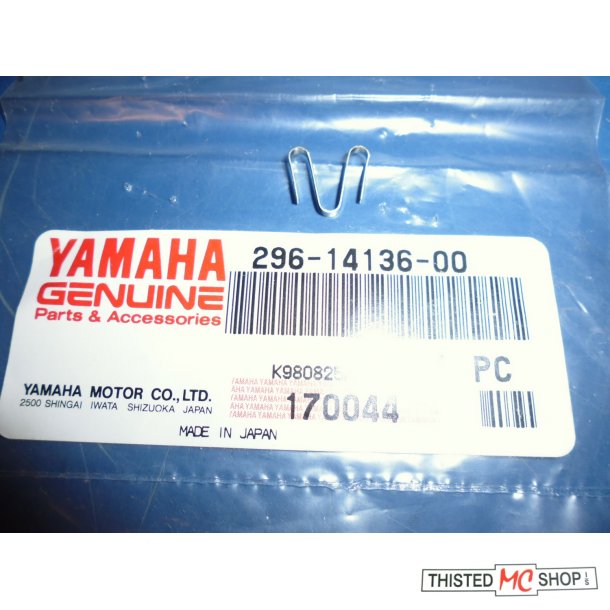 YAMAHA
GENUINE
Parts & Accessories
296-14136-00
PC
YAMAHA MOTOR CO., LTD.
2500 SHINGAI IWATA SHIZUOKA JAPAN
170044
MADE IN JAPAN
THISTED MC SHOP I/S